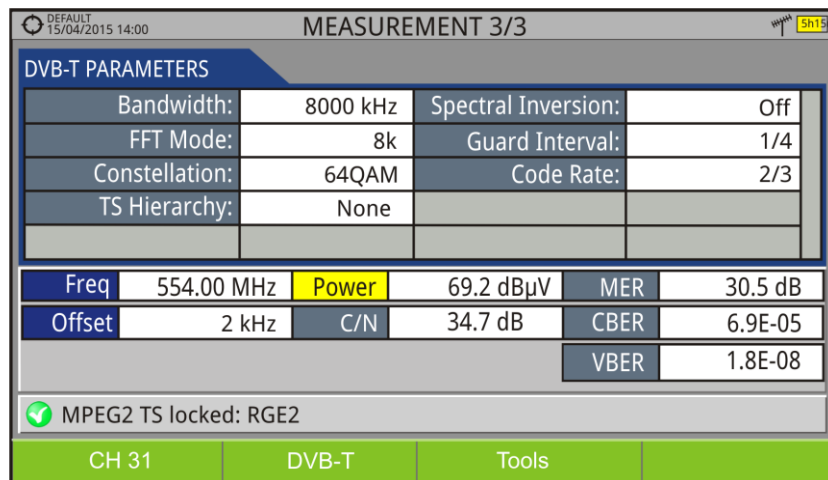 DEFAULT
15/04/2015 14:00
MEASUREMENT 3/3
5h15
DVB-T PARAMETERS
Bandwidth: 8000 kHz Spectral Inversion: Off
FFT Mode: 8k Guard Interval: 1/4
Constellation: 64QAM Code Rate: 2/3
TS Hierarchy: None
Freq 554.00 MHz Power 69.2 dBμV MER 30.5 dB
Offset 2 kHz C/N 34.7 dB CBER 6.9E-05
VBER 1.8E-08
MPEG2 TS locked: RGE2
CH 31 DVB-T Tools